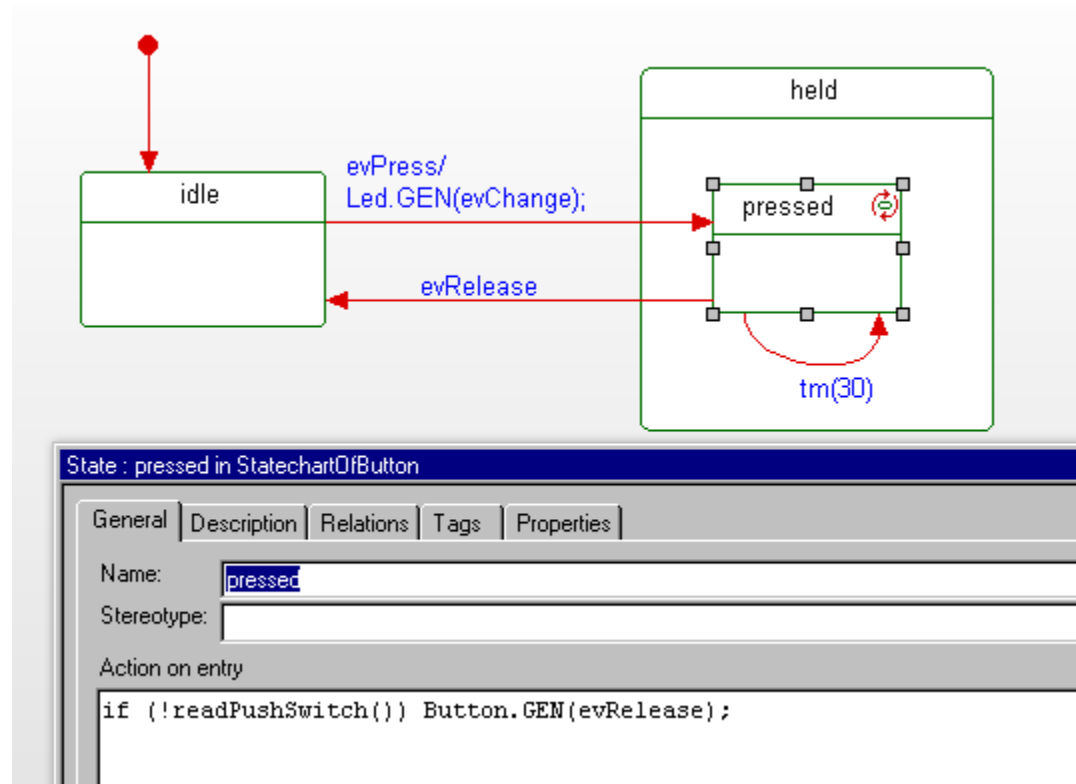 held
evPress/
idle
Led.GEN(evChange);
pressed
evRelease
tm(30)
State : pressed in StatechartOfButton
General Description Relations Tags Properties
Name: pressed
Stereotype:
Action on entry
if (!readPushSwitch()) Button.GEN(evRelease);